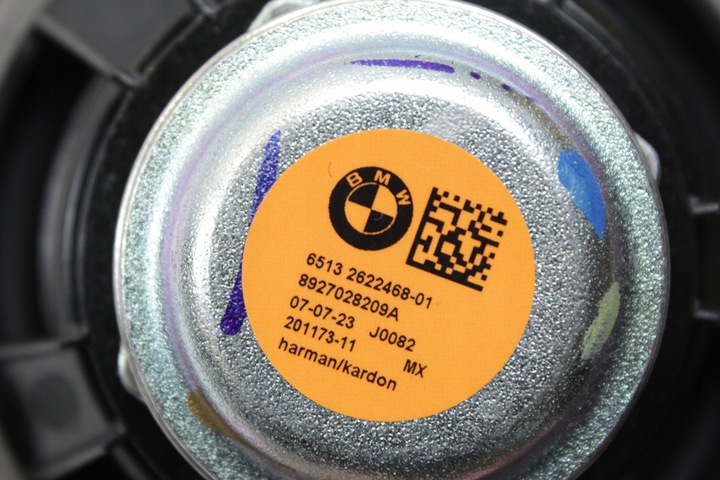 BMW
6513 2622468-01
8927028209A
07-07-23 J0082
201173-11 MX
harman/kardon